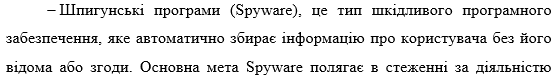 – Шпигунські програми (Spyware), це тип шкідливого програмного
забезпечення, яке автоматично збирає інформацію про користувача без його
відома або згоди. Основна мета Spyware полягає в стеженні за діяльністю